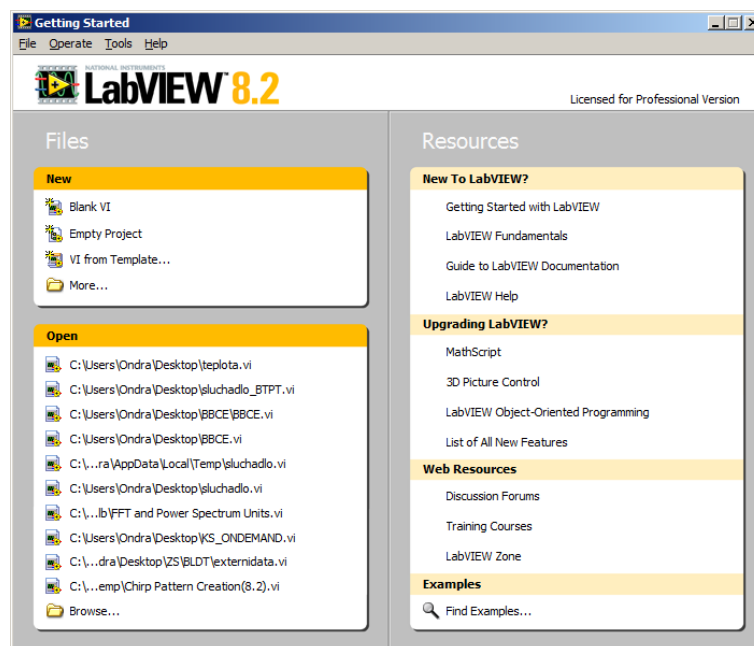 Getting Started
File Operate Tools Help
NATIONAL INSTRUMENTS
LabVIEW 8.2
Licensed for Professional Version
Files
New
Blank VI
Empty Project
VI from Template...
More...
Open
C:\Users\Ondra\Desktop\teplota.vi
C:\Users\Ondra\Desktop\sluchadlo_BTPT.vi
C:\Users\Ondra\Desktop\BBCE\BBCE.vi
C:\Users\Ondra\Desktop\BBCE.vi
C:\...ra\AppData\Local\Temp\sluchadlo.vi
C:\Users\Ondra\Desktop\sluchadlo.vi
C:\...lb\FFT and Power Spectrum Units.vi
C:\Users\Ondra\Desktop\KS_ONDEMAND.vi
C:\...dra\Desktop\ZS\BLDT\externidata.vi
C:\...emp\Chirp Pattern Creation(8.2).vi
Browse...
Resources
New To LabVIEW?
Getting Started with LabVIEW
LabVIEW Fundamentals
Guide to LabVIEW Documentation
LabVIEW Help
Upgrading LabVIEW?
MathScript
3D Picture Control
LabVIEW Object-Oriented Programming
List of All New Features
Web Resources
Discussion Forums
Training Courses
LabVIEW Zone
Examples
Find Examples...